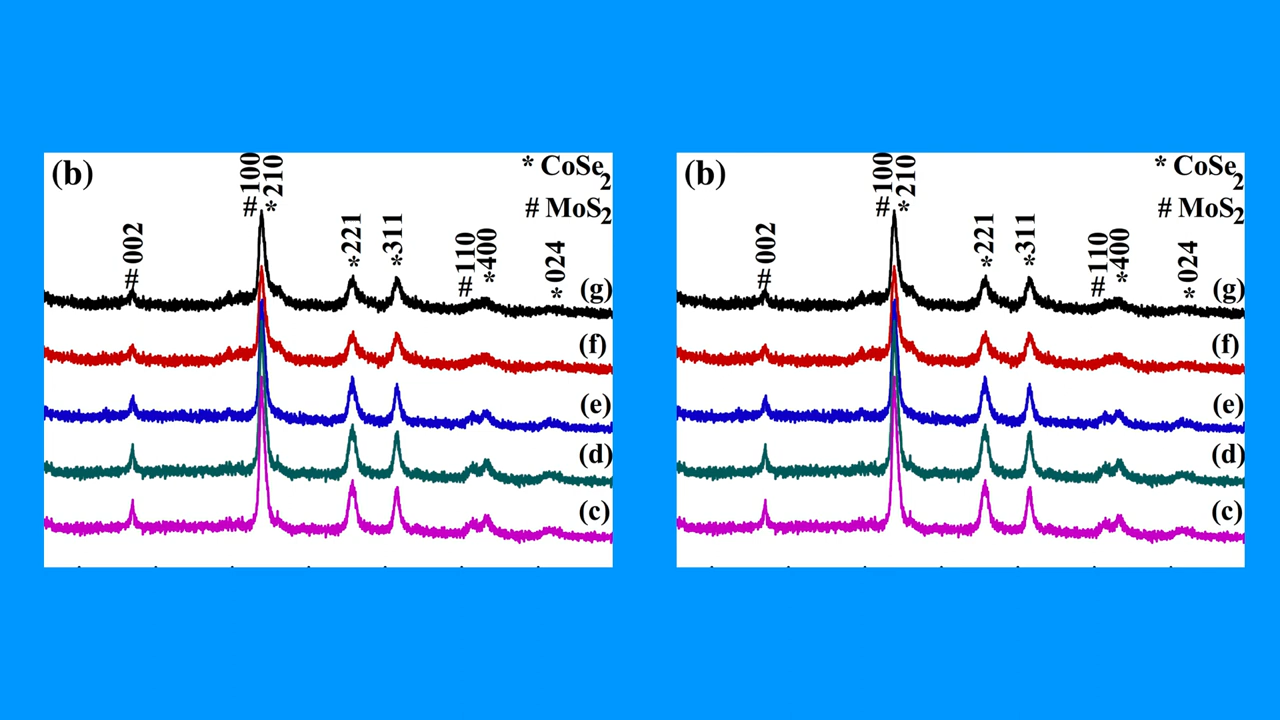 (b)
* CoSe2
# MoS2
# 002
# 100
* 210
* 221
* 311
# 110
* 400
* 024
(g)
(f)
(e)
(d)
(c)
(b)
* CoSe2
# MoS2
# 002
# 100
* 210
* 221
* 311
# 110
* 400
* 024
(g)
(f)
(e)
(d)
(c)